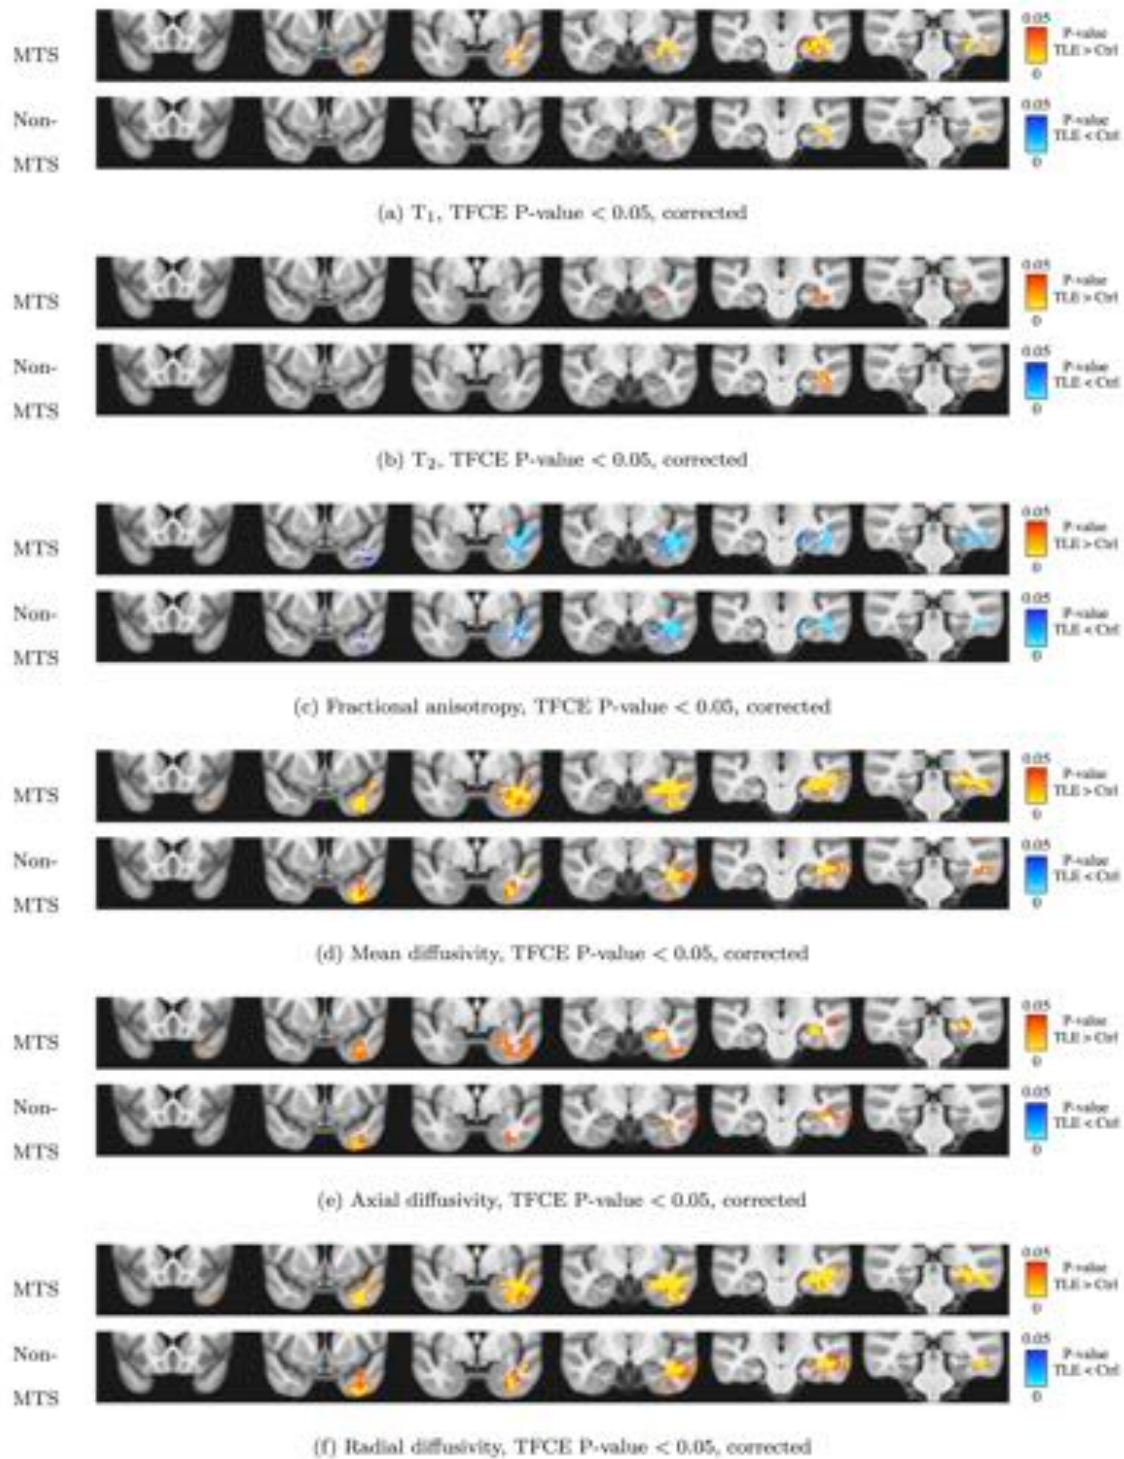 MTS
0.05
P-value
TLE > Ctrl
0
Non-
MTS
0.05
P-value
TLE < Ctrl
0
(a) T₁, TFCE P-value < 0.05, corrected
MTS
0.05
P-value
TLE > Ctrl
0
Non-
MTS
0.05
P-value
TLE < Ctrl
0
(b) T₂, TFCE P-value < 0.05, corrected
MTS
0.05
P-value
TLE > Ctrl
0
Non-
MTS
0.05
P-value
TLE < Ctrl
0
(c) Fractional anisotropy, TFCE P-value < 0.05, corrected
MTS
0.05
P-value
TLE > Ctrl
0
Non-
MTS
0.05
P-value
TLE < Ctrl
0
(d) Mean diffusivity, TFCE P-value < 0.05, corrected
MTS
0.05
P-value
TLE > Ctrl
0
Non-
MTS
0.05
P-value
TLE < Ctrl
0
(e) Axial diffusivity, TFCE P-value < 0.05, corrected
MTS
0.05
P-value
TLE > Ctrl
0
Non-
MTS
0.05
P-value
TLE < Ctrl
0
(f) Radial diffusivity, TFCE P-value < 0.05, corrected